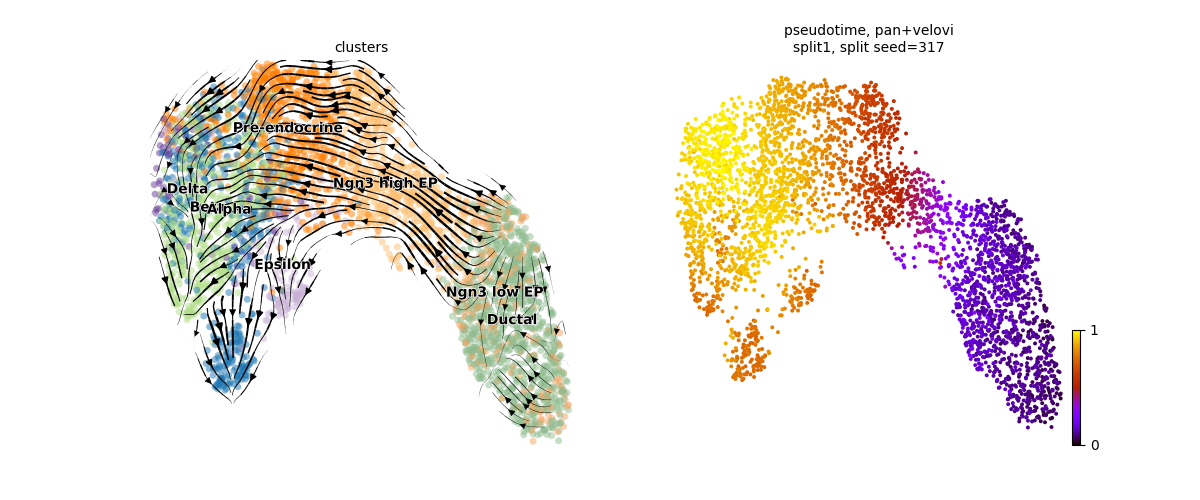 clusters
Pre-endocrine
Ngn3 high EP
Delta
Alpha
Epsilon
Ngn3 low EP
Ductal
pseudotime, pan+velovi
split1, split seed=317
1
0